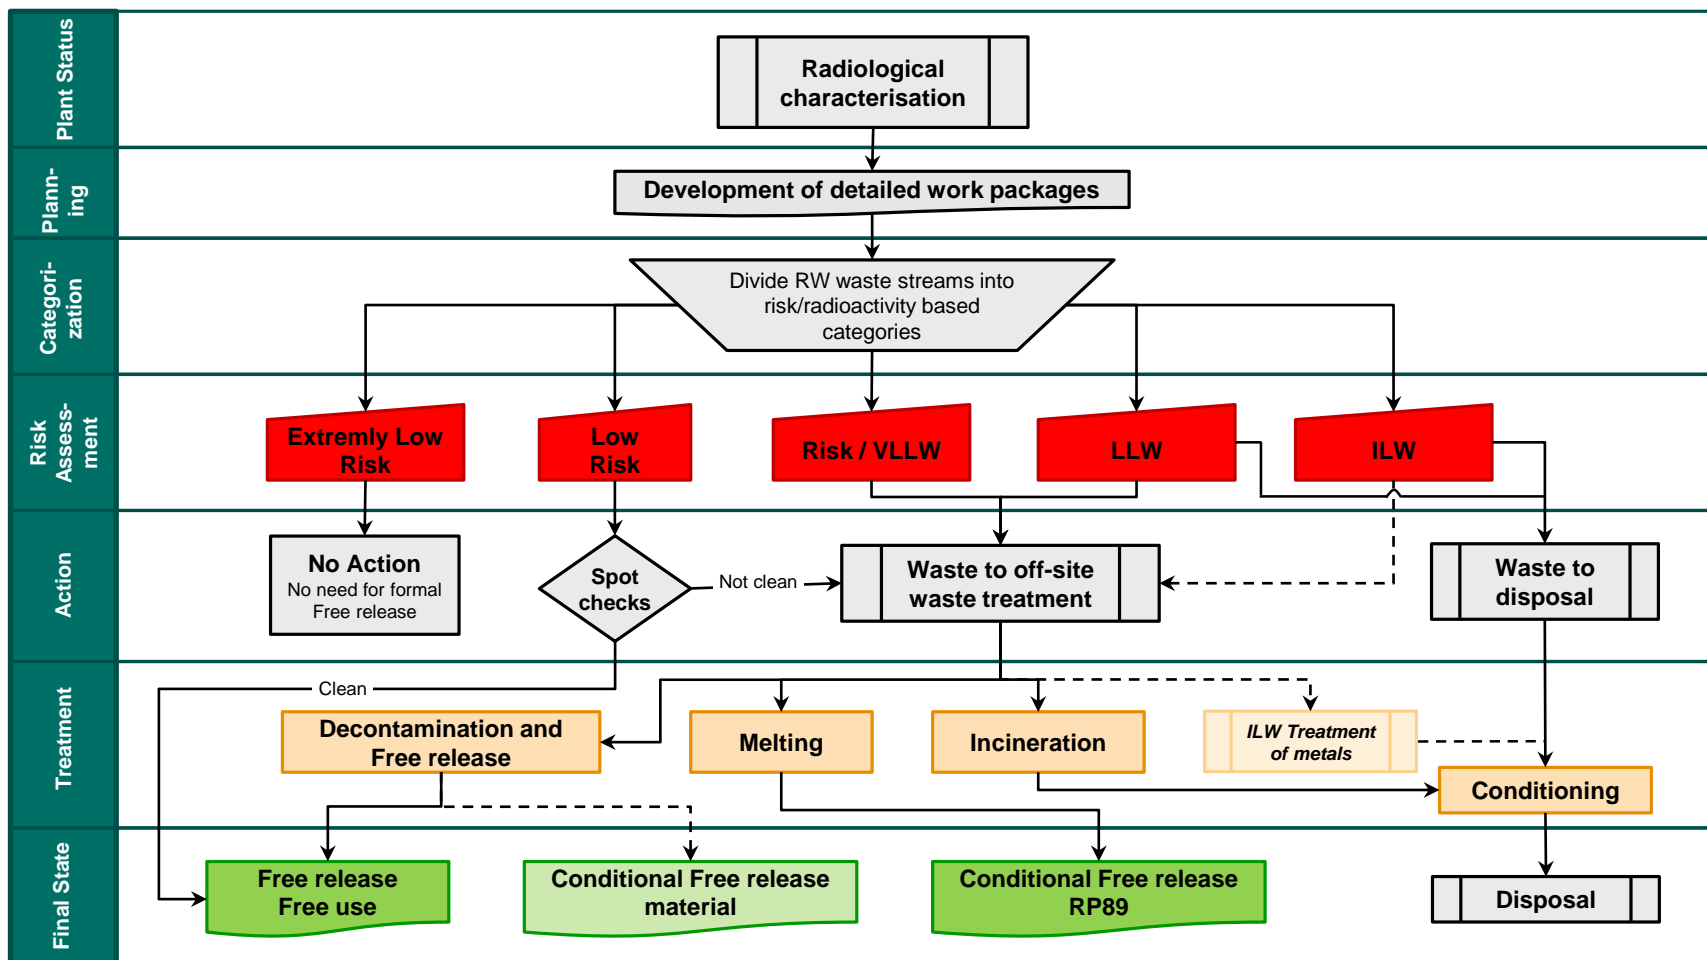 Plant Status
Radiological
characterisation
Plann-
ing
Development of detailed work packages
Categori-
zation
Divide RW waste streams into
risk/radioactivity based
categories
Risk
Assess-
ment
Extremly Low
Risk
Low
Risk
Risk / VLLW
LLW
ILW
Action
No Action
No need for formal
Free release
Spot
checks
Not clean
Waste to off-site
waste treatment
Waste to
disposal
Treatment
Clean
Decontamination and
Free release
Melting
Incineration
ILW Treatment
of metals
Conditioning
Final State
Free release
Free use
Conditional Free release
material
Conditional Free release
RP89
Disposal